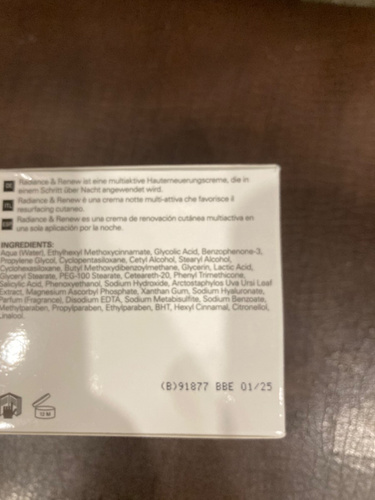 DE Radiance & Renew ist eine multiaktive Hauterneuerungscreme, die in
einem Schritt über Nacht angewendet wird.
Radiance & Renew è una crema notte multi-attiva che favorisce il
resurfacing cutaneo.
Radiance & Renew es una crema de renovación cutánea multiactiva en
una sola aplicación por la noche.
INGREDIENTS:
Aqua (Water), Ethylhexyl Methoxycinnamate, Glycolic Acid, Benzophenone-3,
Propylene Glycol, Cyclopentasiloxane, Cetyl Alcohol, Stearyl Alcohol,
Cyclohexasiloxane, Butyl Methoxydibenzoylmethane, Glycerin, Lactic Acid,
Glyceryl Stearate, PEG-100 Stearate, Ceteareth-20, Phenyl Trimethicone,
Salicylic Acid, Phenoxyethanol, Sodium Hydroxide, Arctostaphylos Uva Ursi Leaf
Extract, Magnesium Ascorbyl Phosphate, Xanthan Gum, Sodium Hyaluronate,
Parfum (Fragrance), Disodium EDTA, Sodium Metabisulfite, Sodium Benzoate,
Methylparaben, Propylparaben, Ethylparaben, BHT, Hexyl Cinnamal, Citronellol,
Linalool.
(B)91877 BBE 01/25
12 M